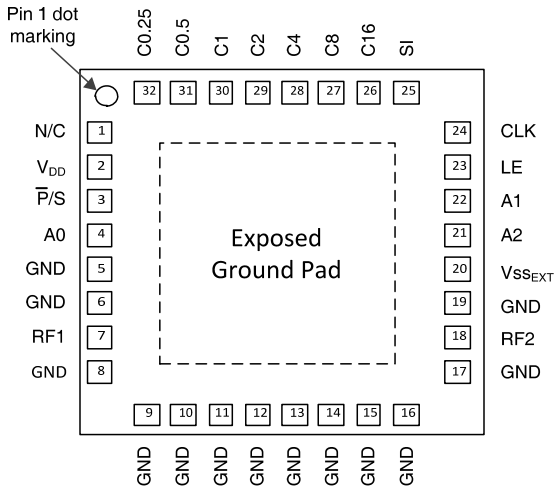 Pin 1 dot
marking
C0.25 C0.5 C1 C2 C4 C8 C16 SI
32 31 30 29 28 27 26 25
N/C 1 24 CLK
VDD 2 23 LE
P̅/S 3 22 A1
A0 4 21 A2
GND 5 20 VssEXT
GND 6 19 GND
RF1 7 18 RF2
GND 8 17 GND
Exposed
Ground Pad
9 10 11 12 13 14 15 16
GND GND GND GND GND GND GND GND